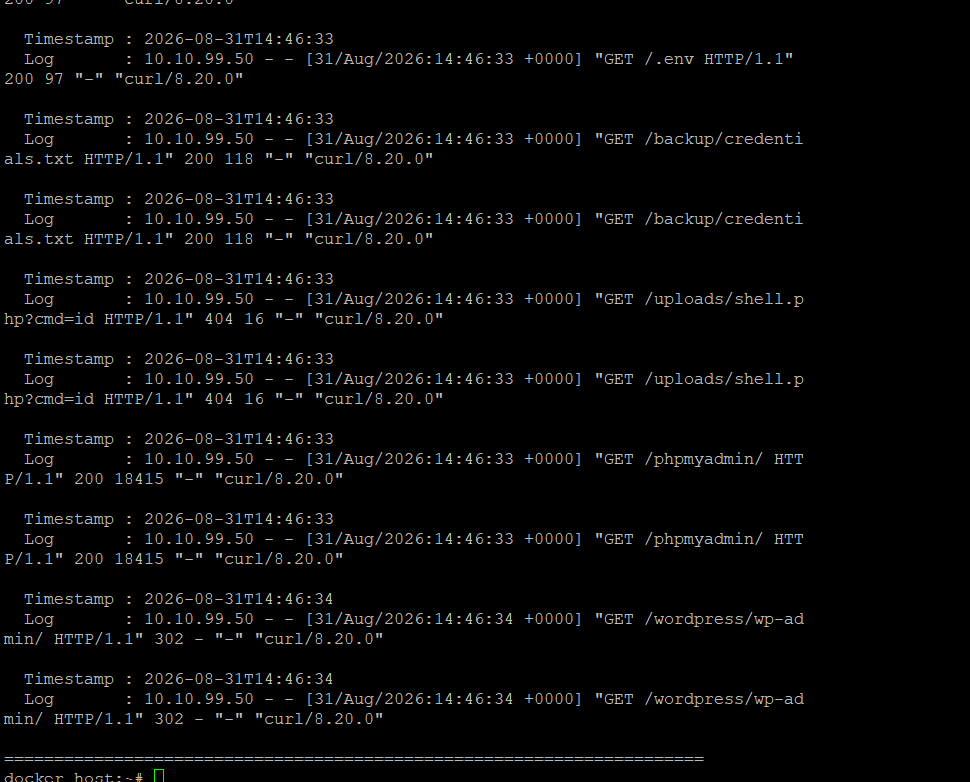 200 97 "-" "curl/8.20.0"
Timestamp : 2026-08-31T14:46:33
Log       : 10.10.99.50 - - [31/Aug/2026:14:46:33 +0000] "GET /.env HTTP/1.1"
200 97 "-" "curl/8.20.0"
Timestamp : 2026-08-31T14:46:33
Log       : 10.10.99.50 - - [31/Aug/2026:14:46:33 +0000] "GET /backup/credenti
als.txt HTTP/1.1" 200 118 "-" "curl/8.20.0"
Timestamp : 2026-08-31T14:46:33
Log       : 10.10.99.50 - - [31/Aug/2026:14:46:33 +0000] "GET /backup/credenti
als.txt HTTP/1.1" 200 118 "-" "curl/8.20.0"
Timestamp : 2026-08-31T14:46:33
Log       : 10.10.99.50 - - [31/Aug/2026:14:46:33 +0000] "GET /uploads/shell.p
hp?cmd=id HTTP/1.1" 404 16 "-" "curl/8.20.0"
Timestamp : 2026-08-31T14:46:33
Log       : 10.10.99.50 - - [31/Aug/2026:14:46:33 +0000] "GET /uploads/shell.p
hp?cmd=id HTTP/1.1" 404 16 "-" "curl/8.20.0"
Timestamp : 2026-08-31T14:46:33
Log       : 10.10.99.50 - - [31/Aug/2026:14:46:33 +0000] "GET /phpmyadmin/ HTT
P/1.1" 200 18415 "-" "curl/8.20.0"
Timestamp : 2026-08-31T14:46:33
Log       : 10.10.99.50 - - [31/Aug/2026:14:46:33 +0000] "GET /phpmyadmin/ HTT
P/1.1" 200 18415 "-" "curl/8.20.0"
Timestamp : 2026-08-31T14:46:34
Log       : 10.10.99.50 - - [31/Aug/2026:14:46:34 +0000] "GET /wordpress/wp-ad
min/ HTTP/1.1" 302 - "-" "curl/8.20.0"
Timestamp : 2026-08-31T14:46:34
Log       : 10.10.99.50 - - [31/Aug/2026:14:46:34 +0000] "GET /wordpress/wp-ad
min/ HTTP/1.1" 302 - "-" "curl/8.20.0"
======================================================================
docker_host:~#